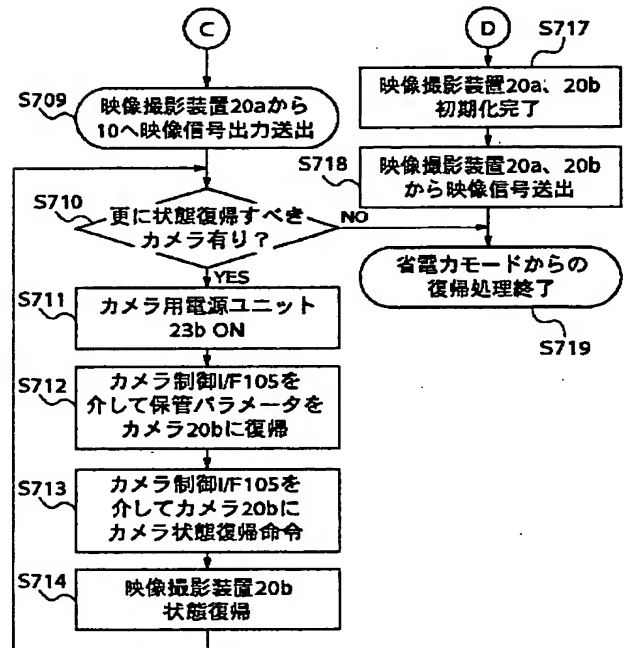 C
S709
映像撮影装置20aから
10へ映像信号出力送出
S710
更に状態復帰すべき
カメラ有り?
NO
YES
S711
カメラ用電源ユニット
23b ON
S712
カメラ制御I/F105を
介して保管パラメータを
カメラ20bに復帰
S713
カメラ制御I/F105を
介してカメラ20bに
カメラ状態復帰命令
S714
映像撮影装置20b
状態復帰
D
S717
映像撮影装置20a、20b
初期化完了
S718
映像撮影装置20a、20b
から映像信号送出
省電力モードからの
復帰処理終了
S719